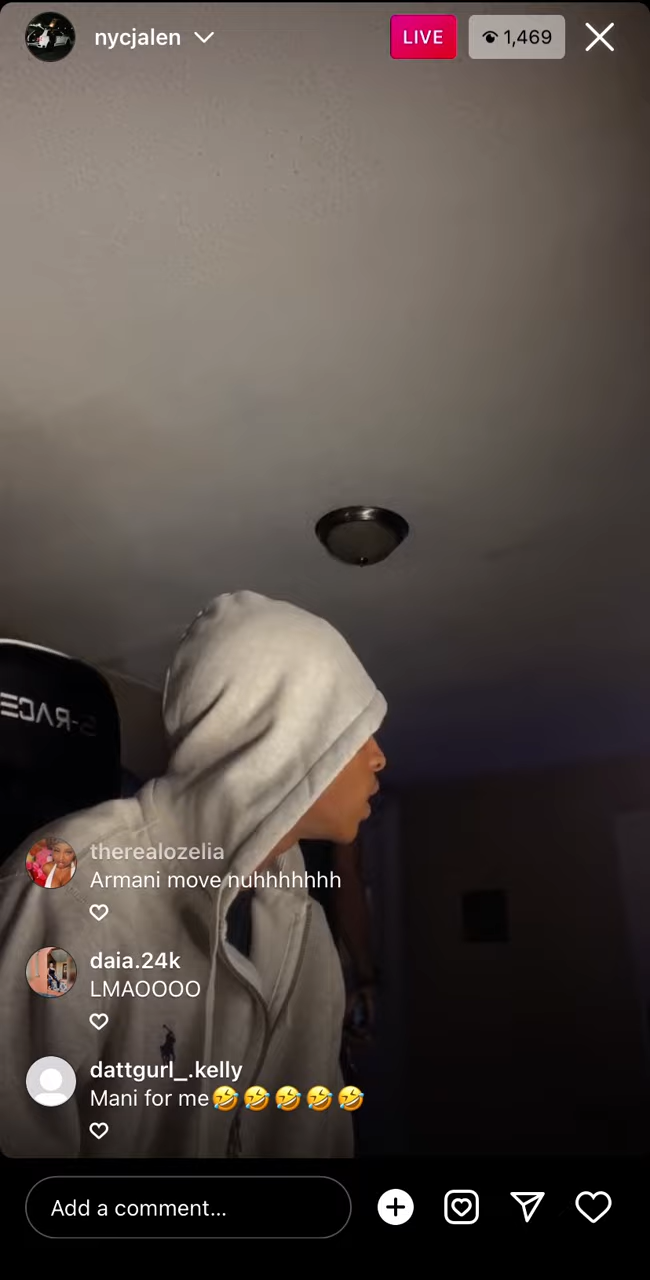 nycjalen
LIVE
1,469
S-RACE
therealozelia
Armani move nuhhhhhhh
daia.24k
LMAOOOO
dattgurl_.kelly
Mani for me🤣🤣🤣🤣🤣
Add a comment...